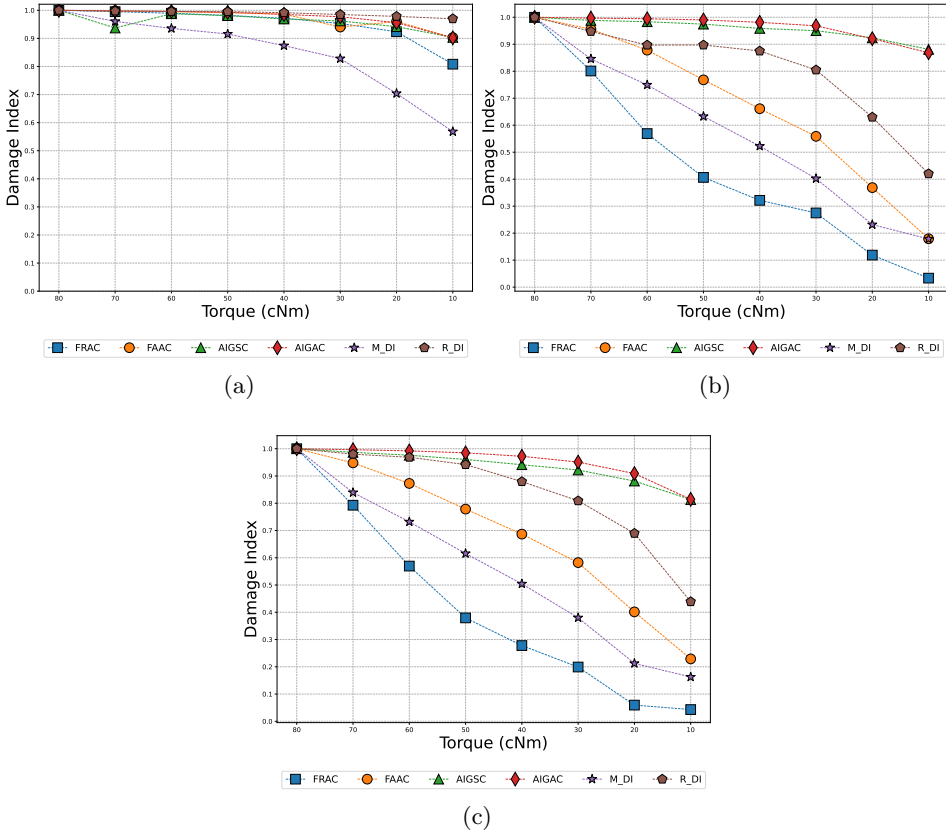 1.0
0.9
0.8
0.7
0.6
0.5
0.4
0.3
0.2
0.1
0.0
Damage Index
80 70 60 50 40 30 20 10
Torque (cNm)
FRAC FAAC AIGSC AIGAC M_DI R_DI
(a)
1.0
0.9
0.8
0.7
0.6
0.5
0.4
0.3
0.2
0.1
0.0
Damage Index
80 70 60 50 40 30 20 10
Torque (cNm)
FRAC FAAC AIGSC AIGAC M_DI R_DI
(b)
1.0
0.9
0.8
0.7
0.6
0.5
0.4
0.3
0.2
0.1
0.0
Damage Index
80 70 60 50 40 30 20 10
Torque (cNm)
FRAC FAAC AIGSC AIGAC M_DI R_DI
(c)